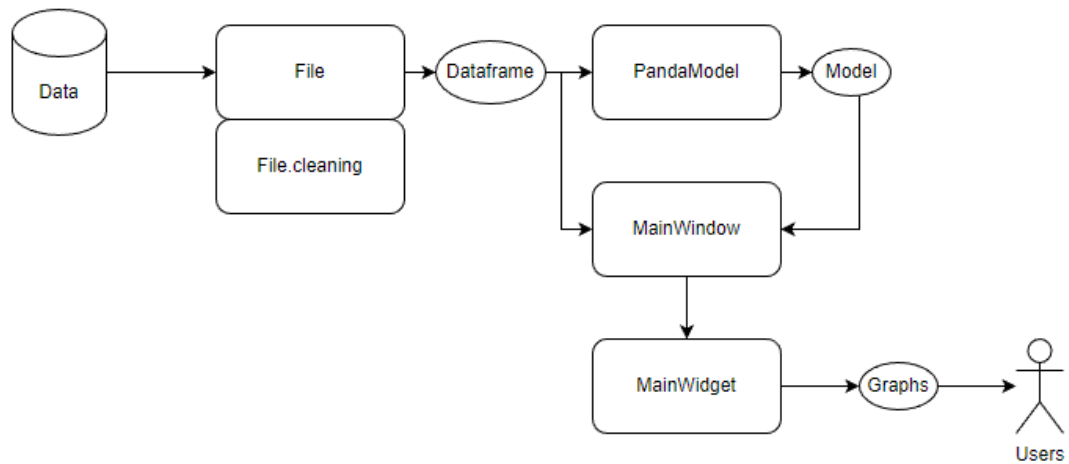 Data
File
Dataframe
PandaModel
Model
File.cleaning
MainWindow
MainWidget
Graphs
Users